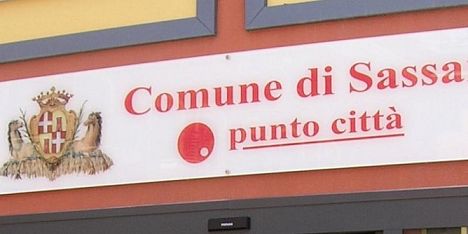 Comune di Sassa
punto città